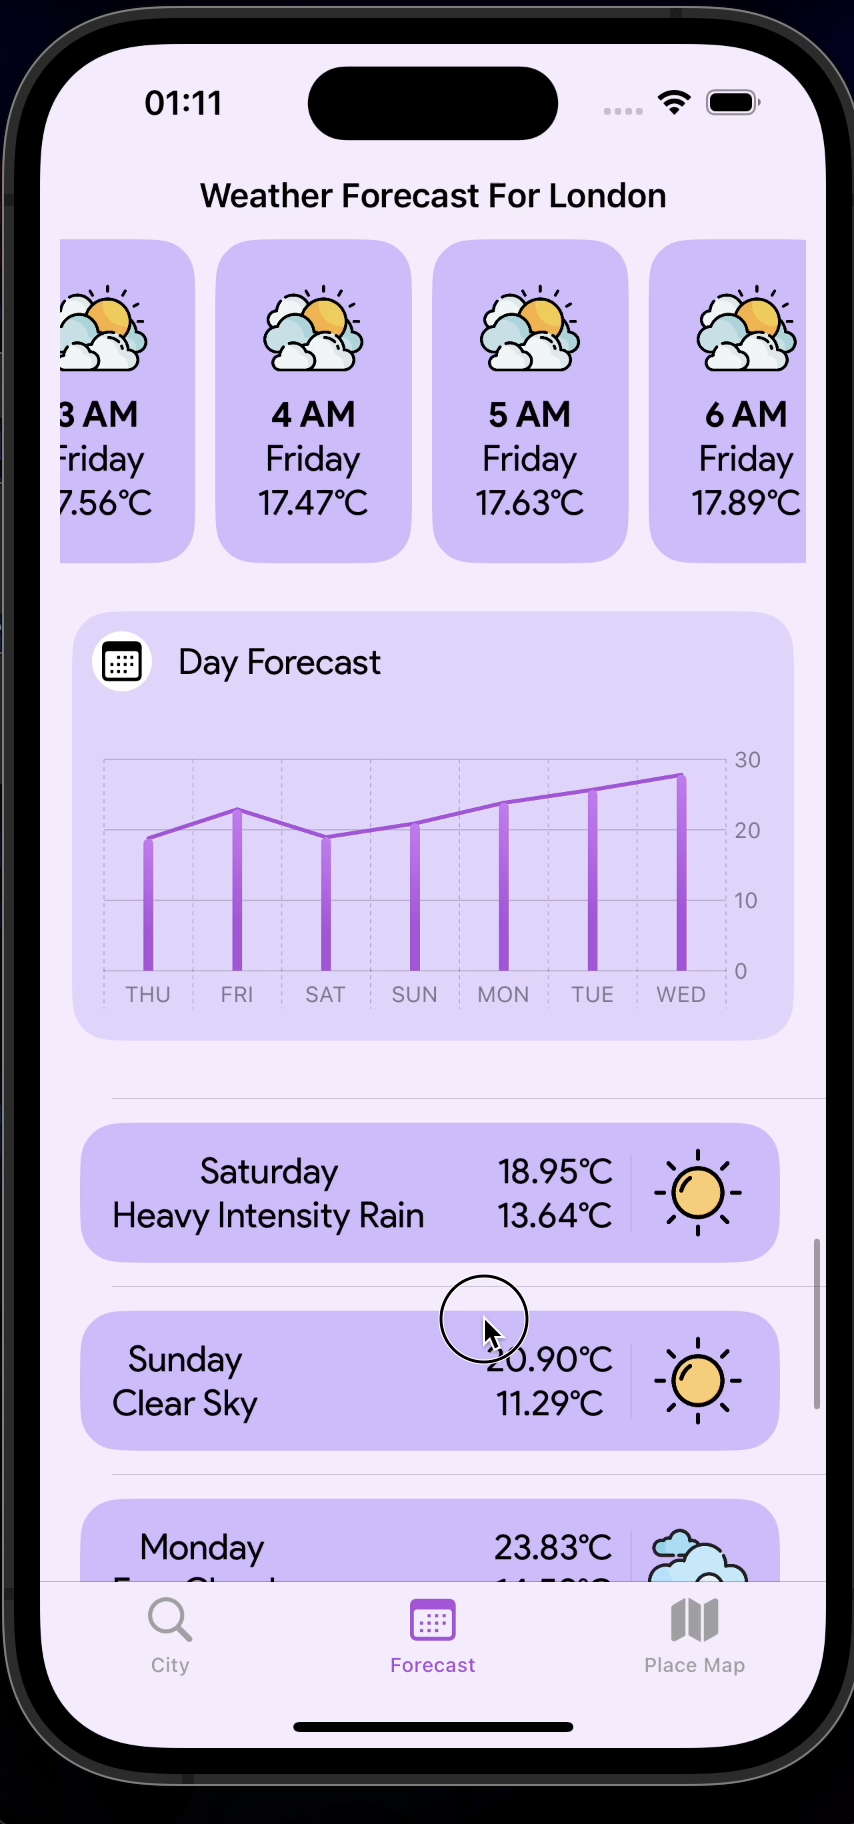 01:11
Weather Forecast For London
3 AM
Friday
7.56°C
4 AM
Friday
17.47°C
5 AM
Friday
17.63°C
6 AM
Friday
17.89°C
Day Forecast
30
20
10
0
THU FRI SAT SUN MON TUE WED
Saturday 18.95°C
Heavy Intensity Rain 13.64°C
Sunday 20.90°C
Clear Sky 11.29°C
Monday 23.83°C
City Forecast Place Map